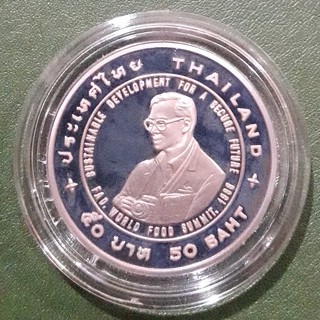 ประเทศไทย THAILAND
SUSTAINABLE DEVELOPMENT FOR A SECURE FUTURE
FAO. WORLD FOOD SUMMIT, 1996
๕๐ บาท 50 BAHT